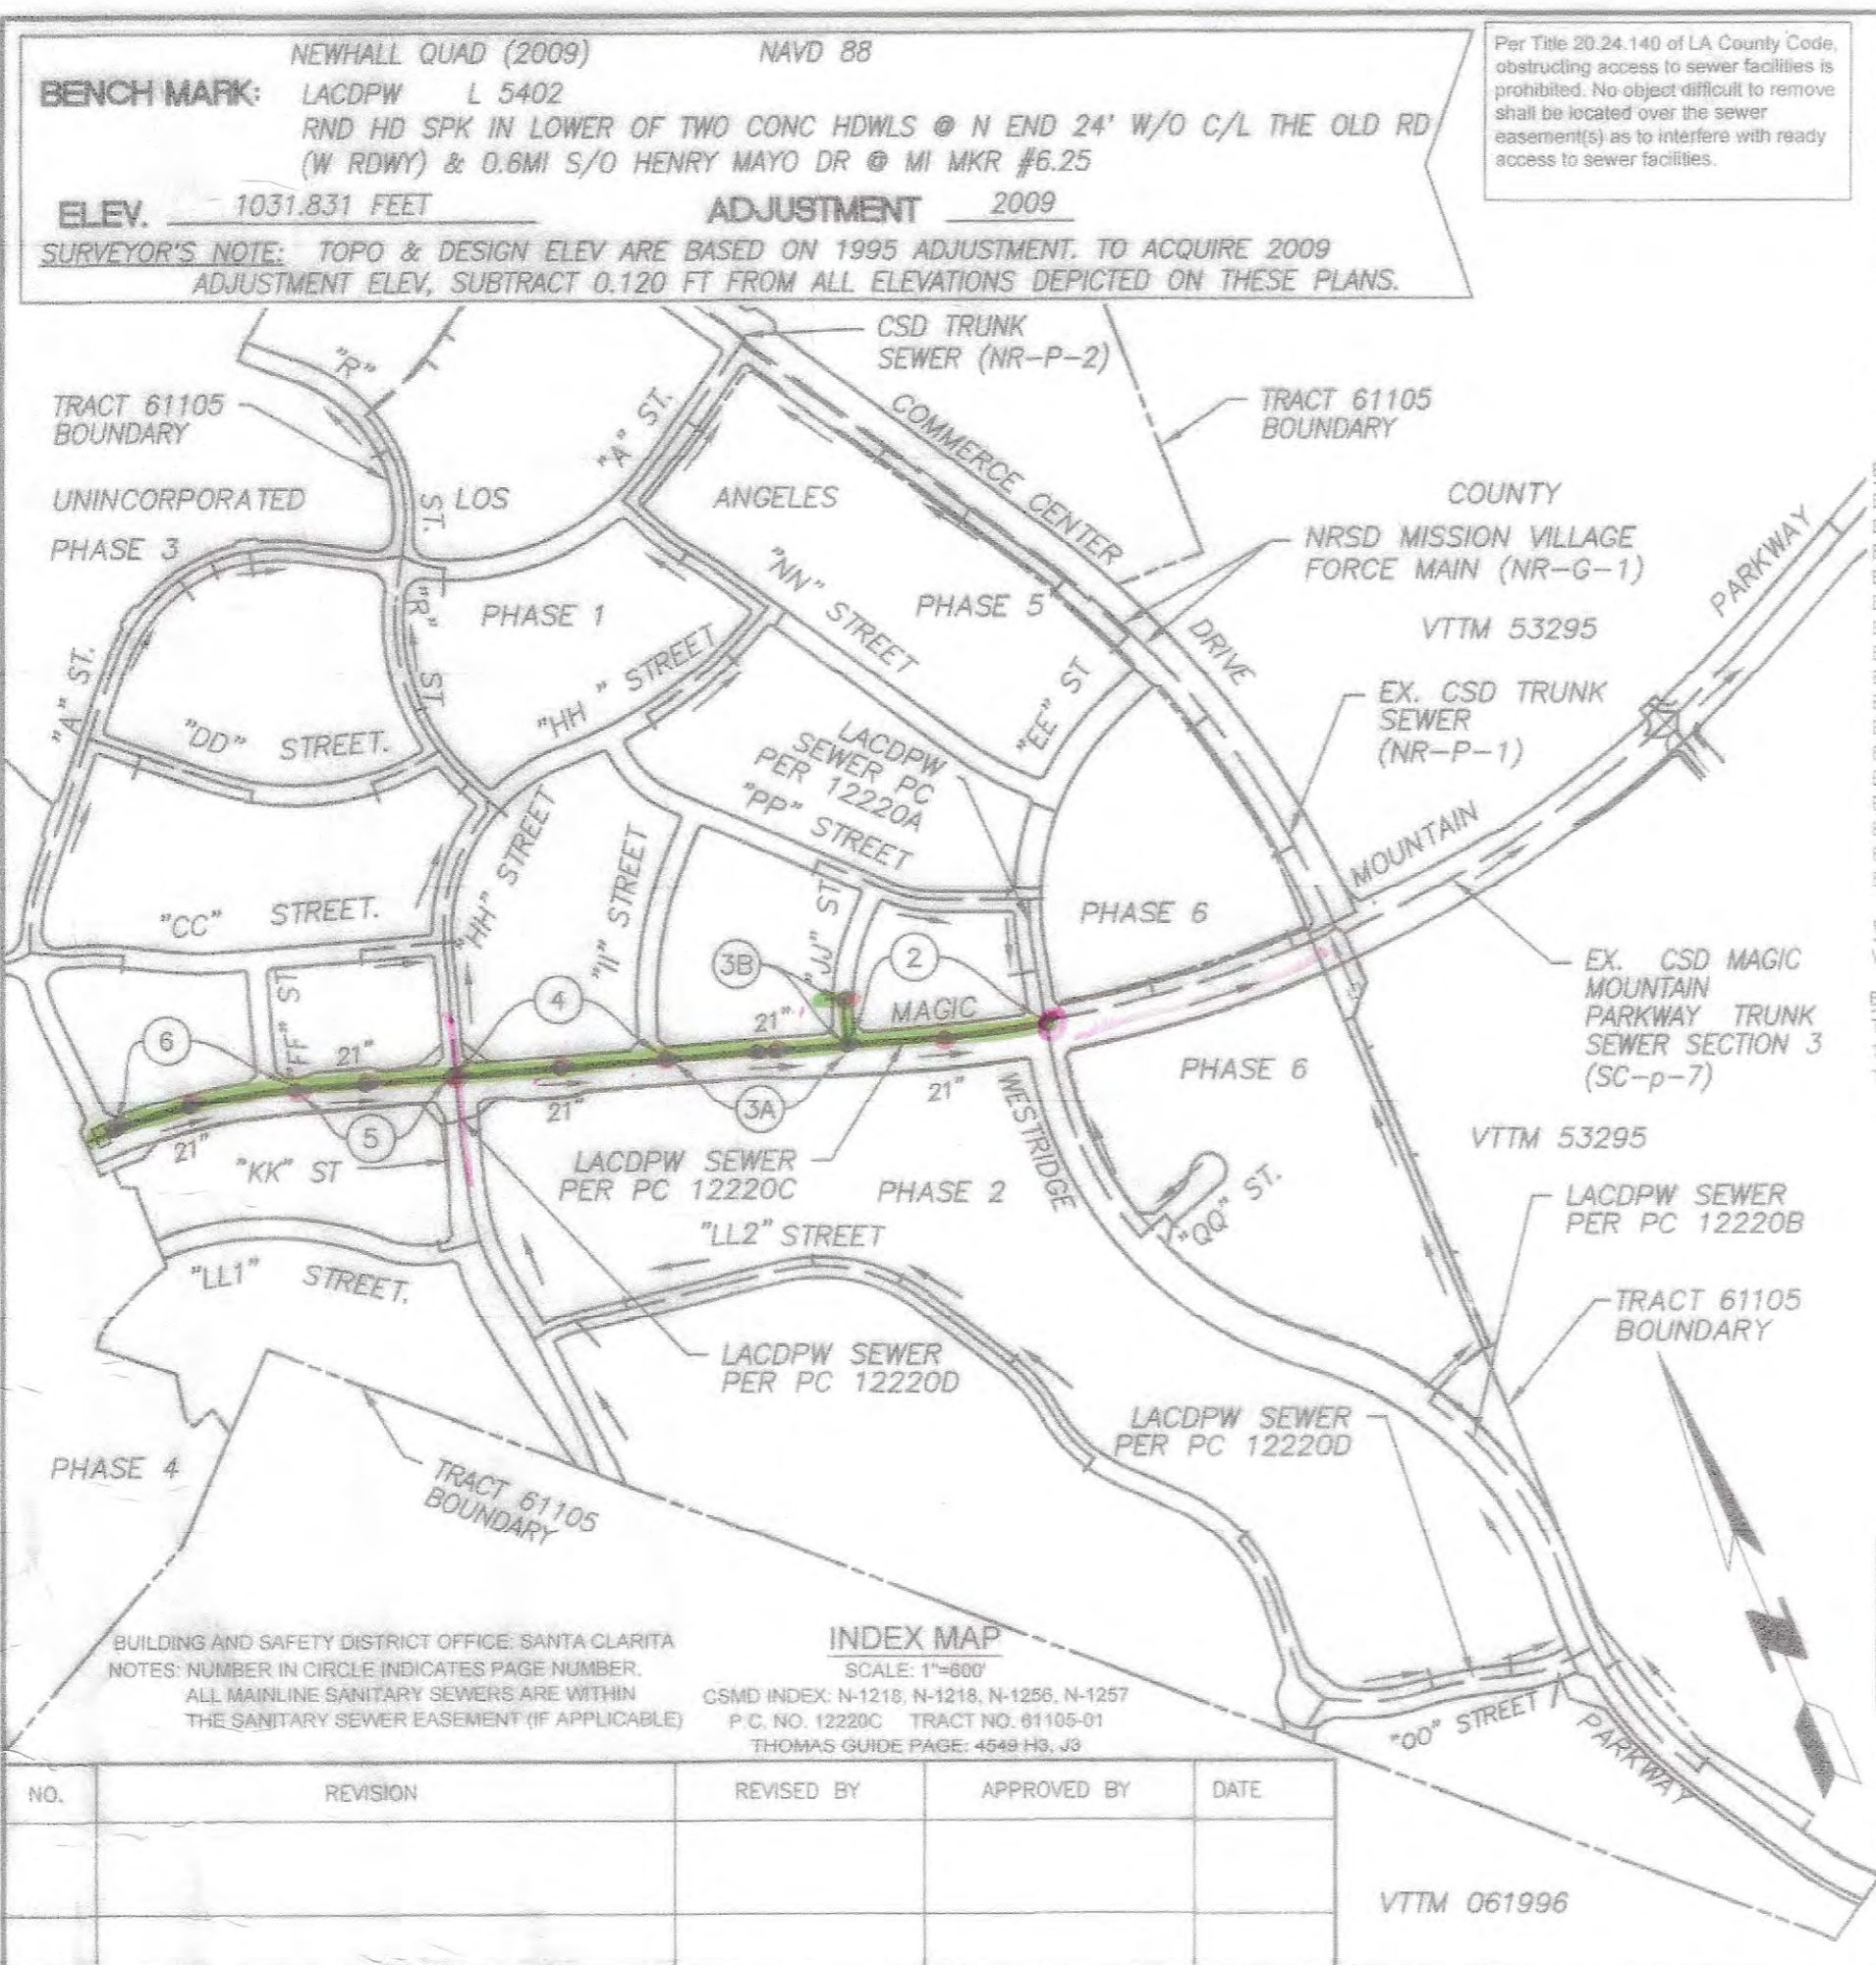 NEWHALL QUAD (2009) NAVD 88
BENCH MARK: LACDPW L 5402
RND HD SPK IN LOWER OF TWO CONC HDWLS @ N END 24' W/O C/L THE OLD RD
(W RDWY) & 0.6MI S/O HENRY MAYO DR @ MI MKR #6.25
ELEV. 1031.831 FEET ADJUSTMENT 2009
SURVEYOR'S NOTE: TOPO & DESIGN ELEV ARE BASED ON 1995 ADJUSTMENT. TO ACQUIRE 2009
ADJUSTMENT ELEV, SUBTRACT 0.120 FT FROM ALL ELEVATIONS DEPICTED ON THESE PLANS.
Per Title 20.24.140 of LA County Code,
obstructing access to sewer facilities is
prohibited. No object difficult to remove
shall be located over the sewer
easement(s) as to interfere with ready
access to sewer facilities.
CSD TRUNK
SEWER (NR-P-2)
"R"
ST.
TRACT 61105
BOUNDARY
"A" ST.
COMMERCE CENTER
DRIVE
TRACT 61105
BOUNDARY
UNINCORPORATED
LOS
ANGELES
COUNTY
PHASE 3
NRSD MISSION VILLAGE
FORCE MAIN (NR-G-1)
PARKWAY
"R" ST
PHASE 1
"NN" STREET
PHASE 5
VTTM 53295
"A" ST.
"HH" STREET
"DD" STREET.
"EE" ST
EX. CSD TRUNK
SEWER
(NR-P-1)
LACDPW
SEWER PC
PER 12220A
"PP" STREET
MOUNTAIN
"HH" STREET
"II" STREET
"CC" STREET.
"JJ" ST
PHASE 6
3B
2
4
EX. CSD MAGIC
MOUNTAIN
PARKWAY TRUNK
SEWER SECTION 3
(SC-p-7)
"FF" ST
MAGIC
21"
6
21"
PHASE 6
21"
3A
21"
WESTRIDGE
21"
5
"KK" ST
LACDPW SEWER
PER PC 12220C
PHASE 2
VTTM 53295
"QQ" ST.
LACDPW SEWER
PER PC 12220B
"LL2" STREET
"LL1" STREET.
TRACT 61105
BOUNDARY
LACDPW SEWER
PER PC 12220D
LACDPW SEWER
PER PC 12220D
PHASE 4
TRACT 61105
BOUNDARY
N
BUILDING AND SAFETY DISTRICT OFFICE: SANTA CLARITA
NOTES: NUMBER IN CIRCLE INDICATES PAGE NUMBER.
ALL MAINLINE SANITARY SEWERS ARE WITHIN
THE SANITARY SEWER EASEMENT (IF APPLICABLE)
INDEX MAP
SCALE: 1"=600'
CSMD INDEX: N-1218, N-1218, N-1256, N-1257
P.C. NO. 12220C TRACT NO. 61105-01
THOMAS GUIDE PAGE: 4549 H3, J3
"OO" STREET
PARKWAY
NO. REVISION REVISED BY APPROVED BY DATE
VTTM 061996